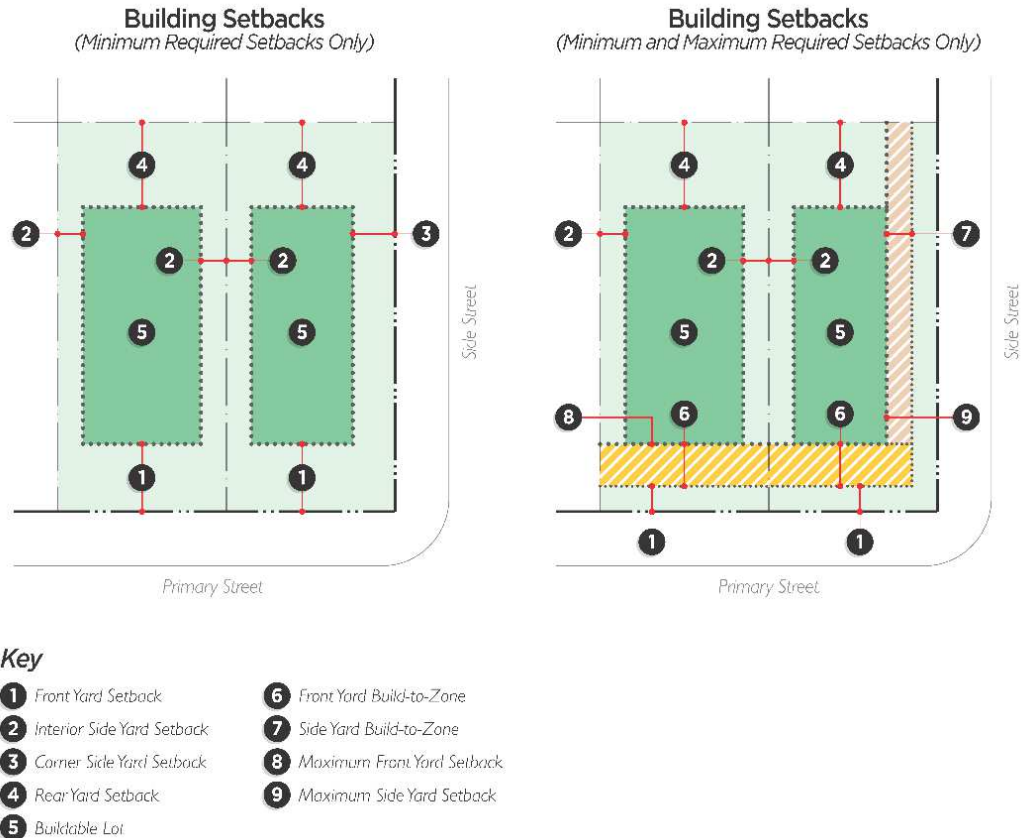 Building Setbacks
(Minimum Required Setbacks Only)
4
4
2
3
2
2
5
5
1
1
Side Street
Primary Street
Building Setbacks
(Minimum and Maximum Required Setbacks Only)
4
4
2
7
2
2
5
5
8
6
6
9
1
1
Side Street
Primary Street
Key
1 Front Yard Setback
2 Interior Side Yard Setback
3 Corner Side Yard Setback
4 Rear Yard Setback
5 Buildable Lot
6 Front Yard Build-to-Zone
7 Side Yard Build-to-Zone
8 Maximum Front Yard Setback
9 Maximum Side Yard Setback